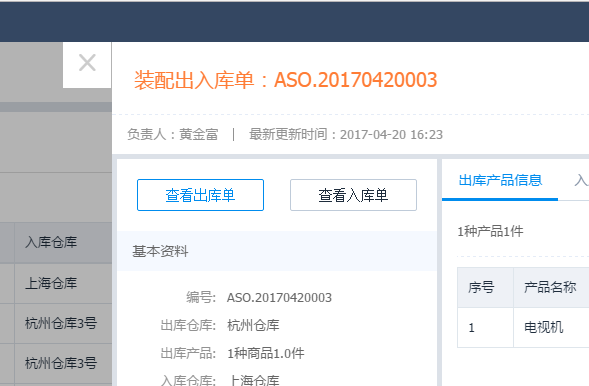 装配出入库单：ASO.20170420003
负责人：黄金富 | 最新更新时间：2017-04-20 16:23
查看出库单 查看入库单
基本资料
编号: ASO.20170420003
出库仓库: 杭州仓库
出库产品: 1种商品1.0件
入库仓库: 上海仓库
出库产品信息 入
1种产品1件
序号 产品名称
1 电视机
入库仓库
上海仓库
杭州仓库3号
杭州仓库3号